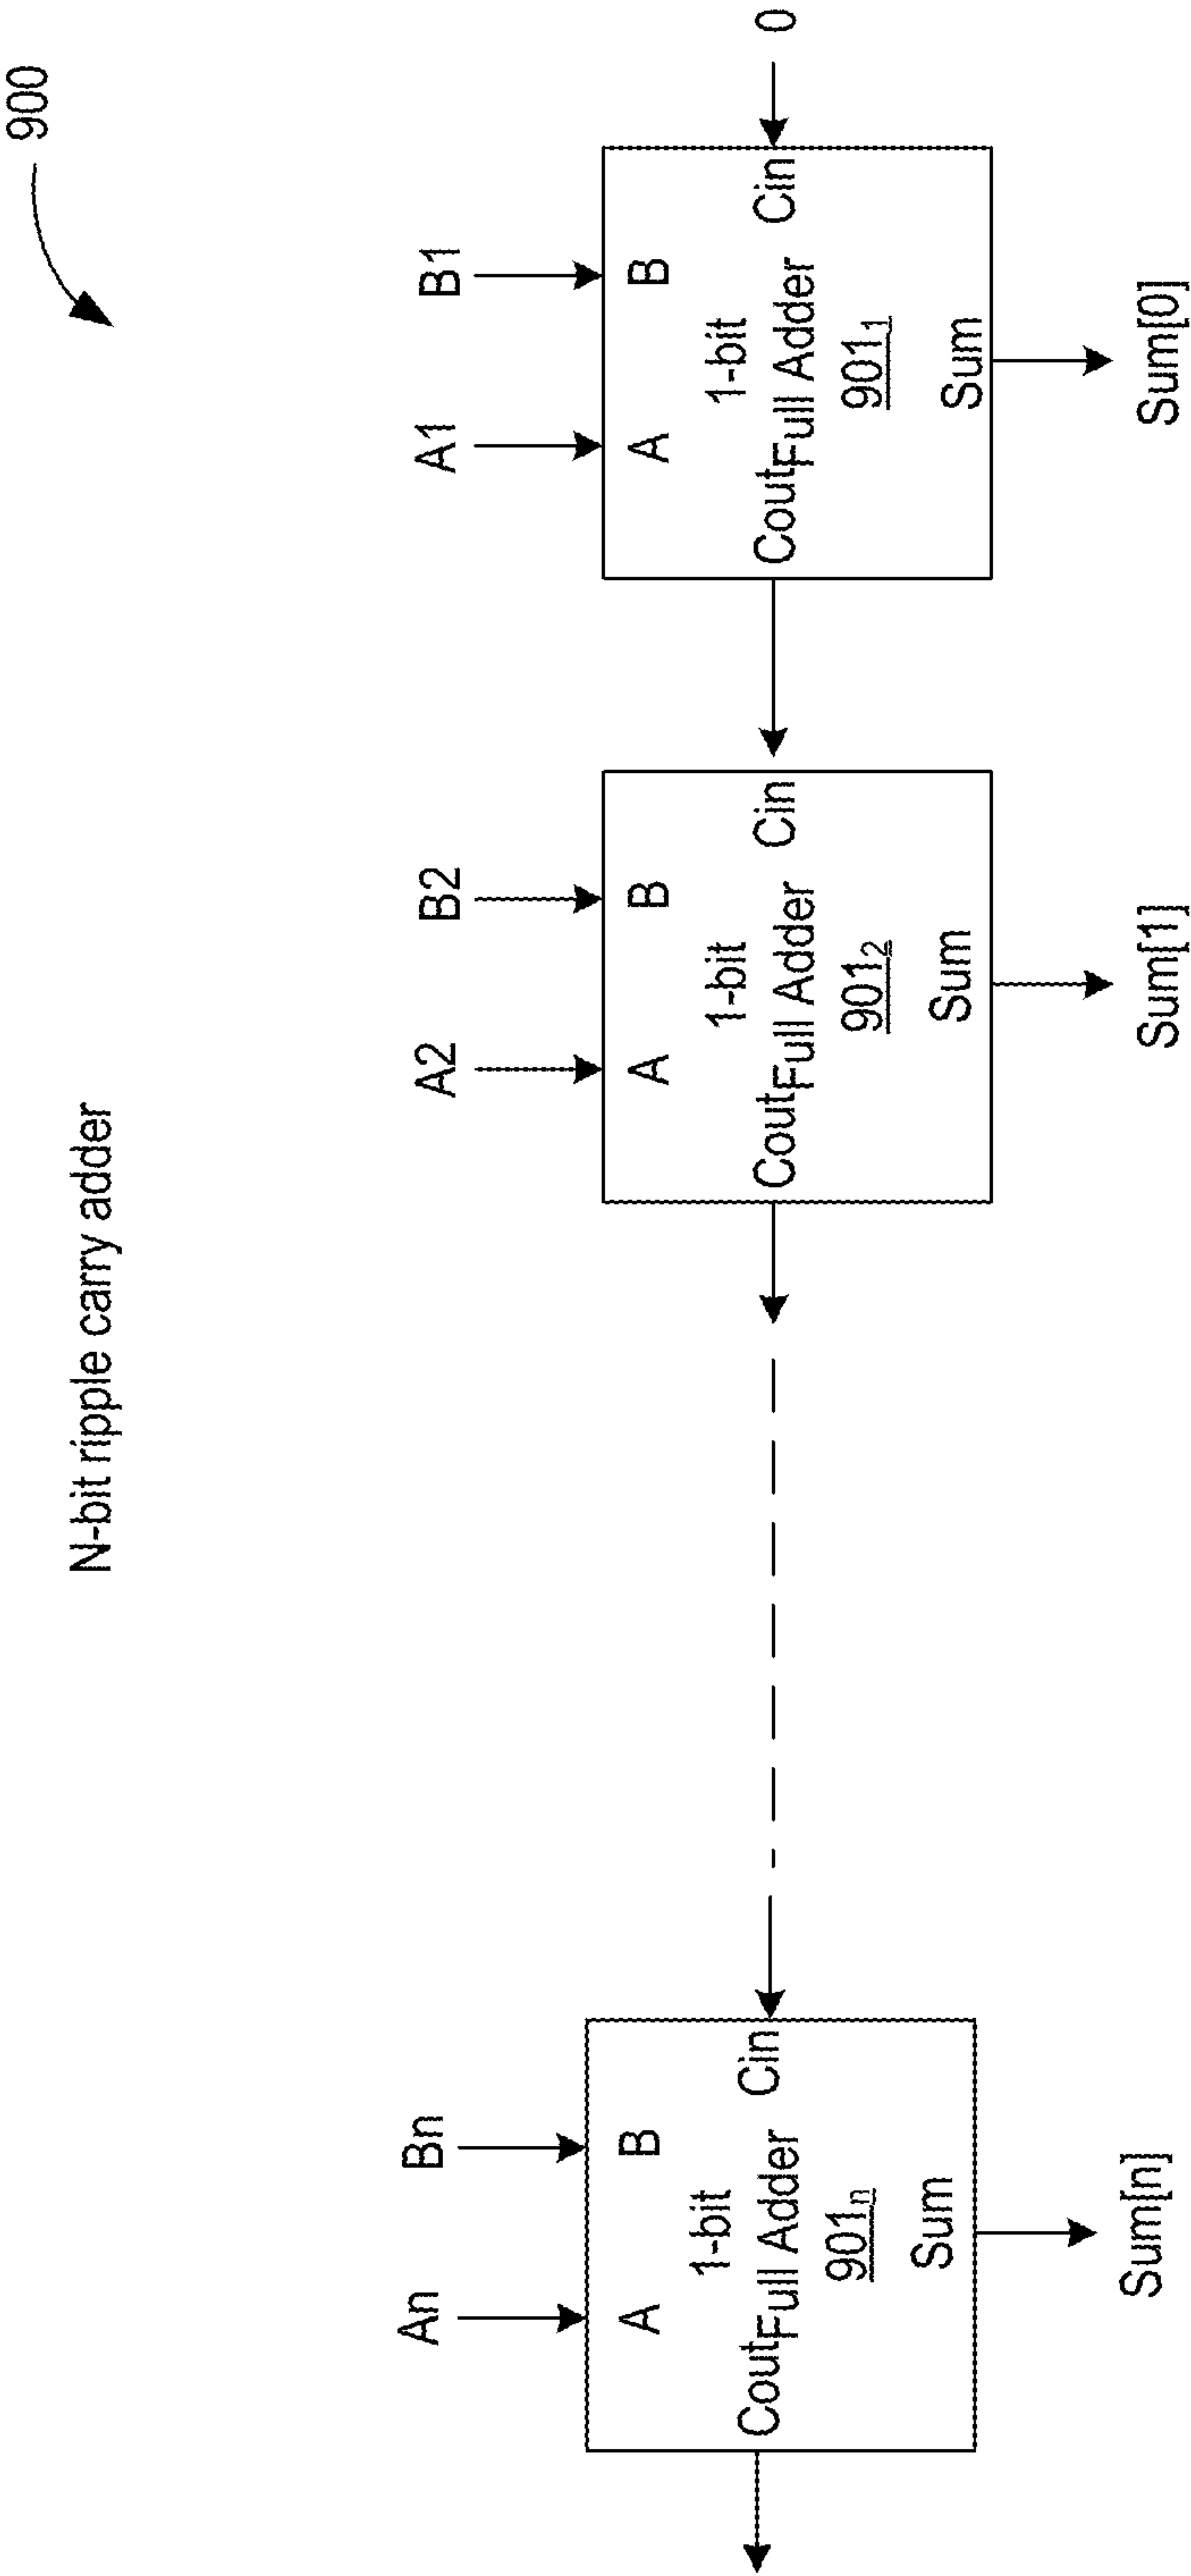 N-bit ripple carry adder
900
An
Bn
A2
B2
A1
B1
A
B
1-bit
Cout
Full Adder
Cin
901n
Sum
A
B
1-bit
Cout
Full Adder
Cin
9012
Sum
A
B
1-bit
Cout
Full Adder
Cin
9011
Sum
0
Sum[n]
Sum[1]
Sum[0]